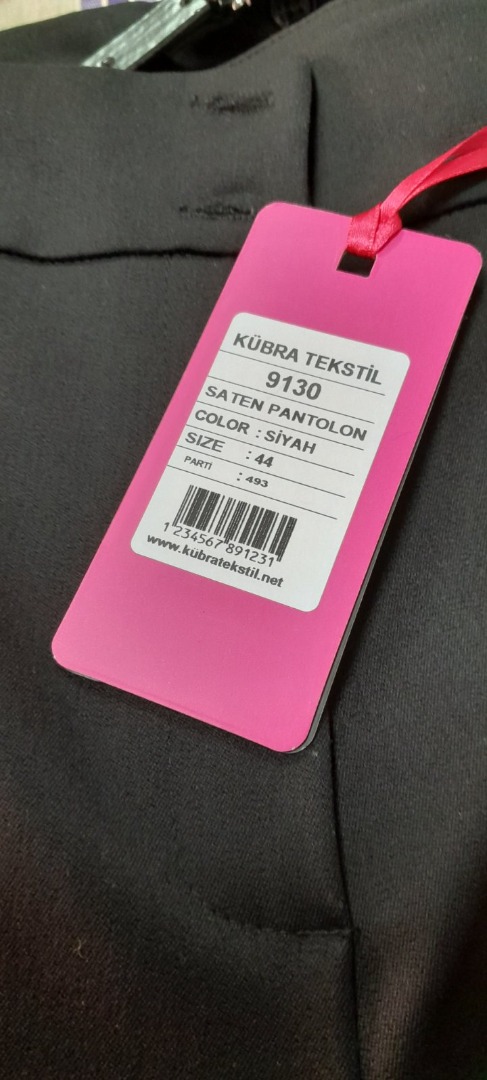 KÜBRA TEKSTİL
9130
SATEN PANTOLON
COLOR : SİYAH
SIZE : 44
PARTİ : 493
1234567891231
www.kübratekstil.net